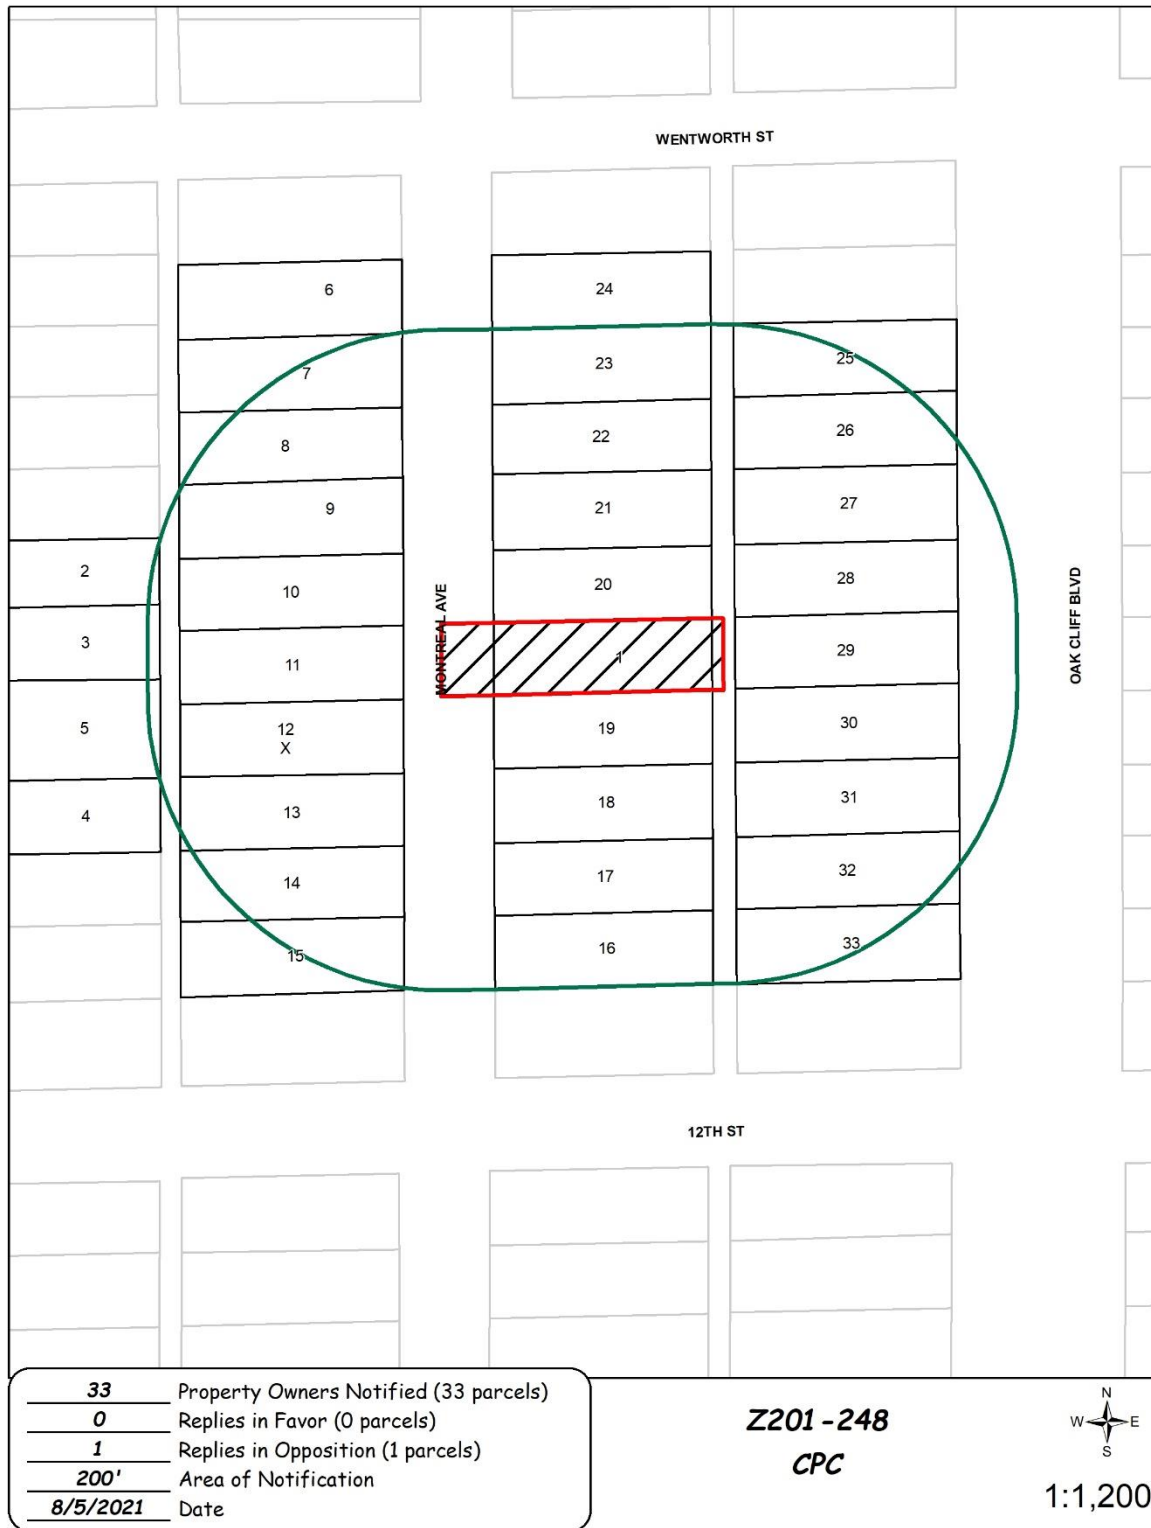 WENTWORTH ST
6
24
7
23
25
8
22
26
9
21
27
2
10
20
28
3
11
MONTREAL AVE
1
29
OAK CLIFF BLVD
5
12
X
19
30
4
13
18
31
14
17
32
15
16
33
12TH ST
33 Property Owners Notified (33 parcels)
0 Replies in Favor (0 parcels)
1 Replies in Opposition (1 parcels)
200' Area of Notification
8/5/2021 Date
Z201-248
CPC
N
W E
S
1:1,200